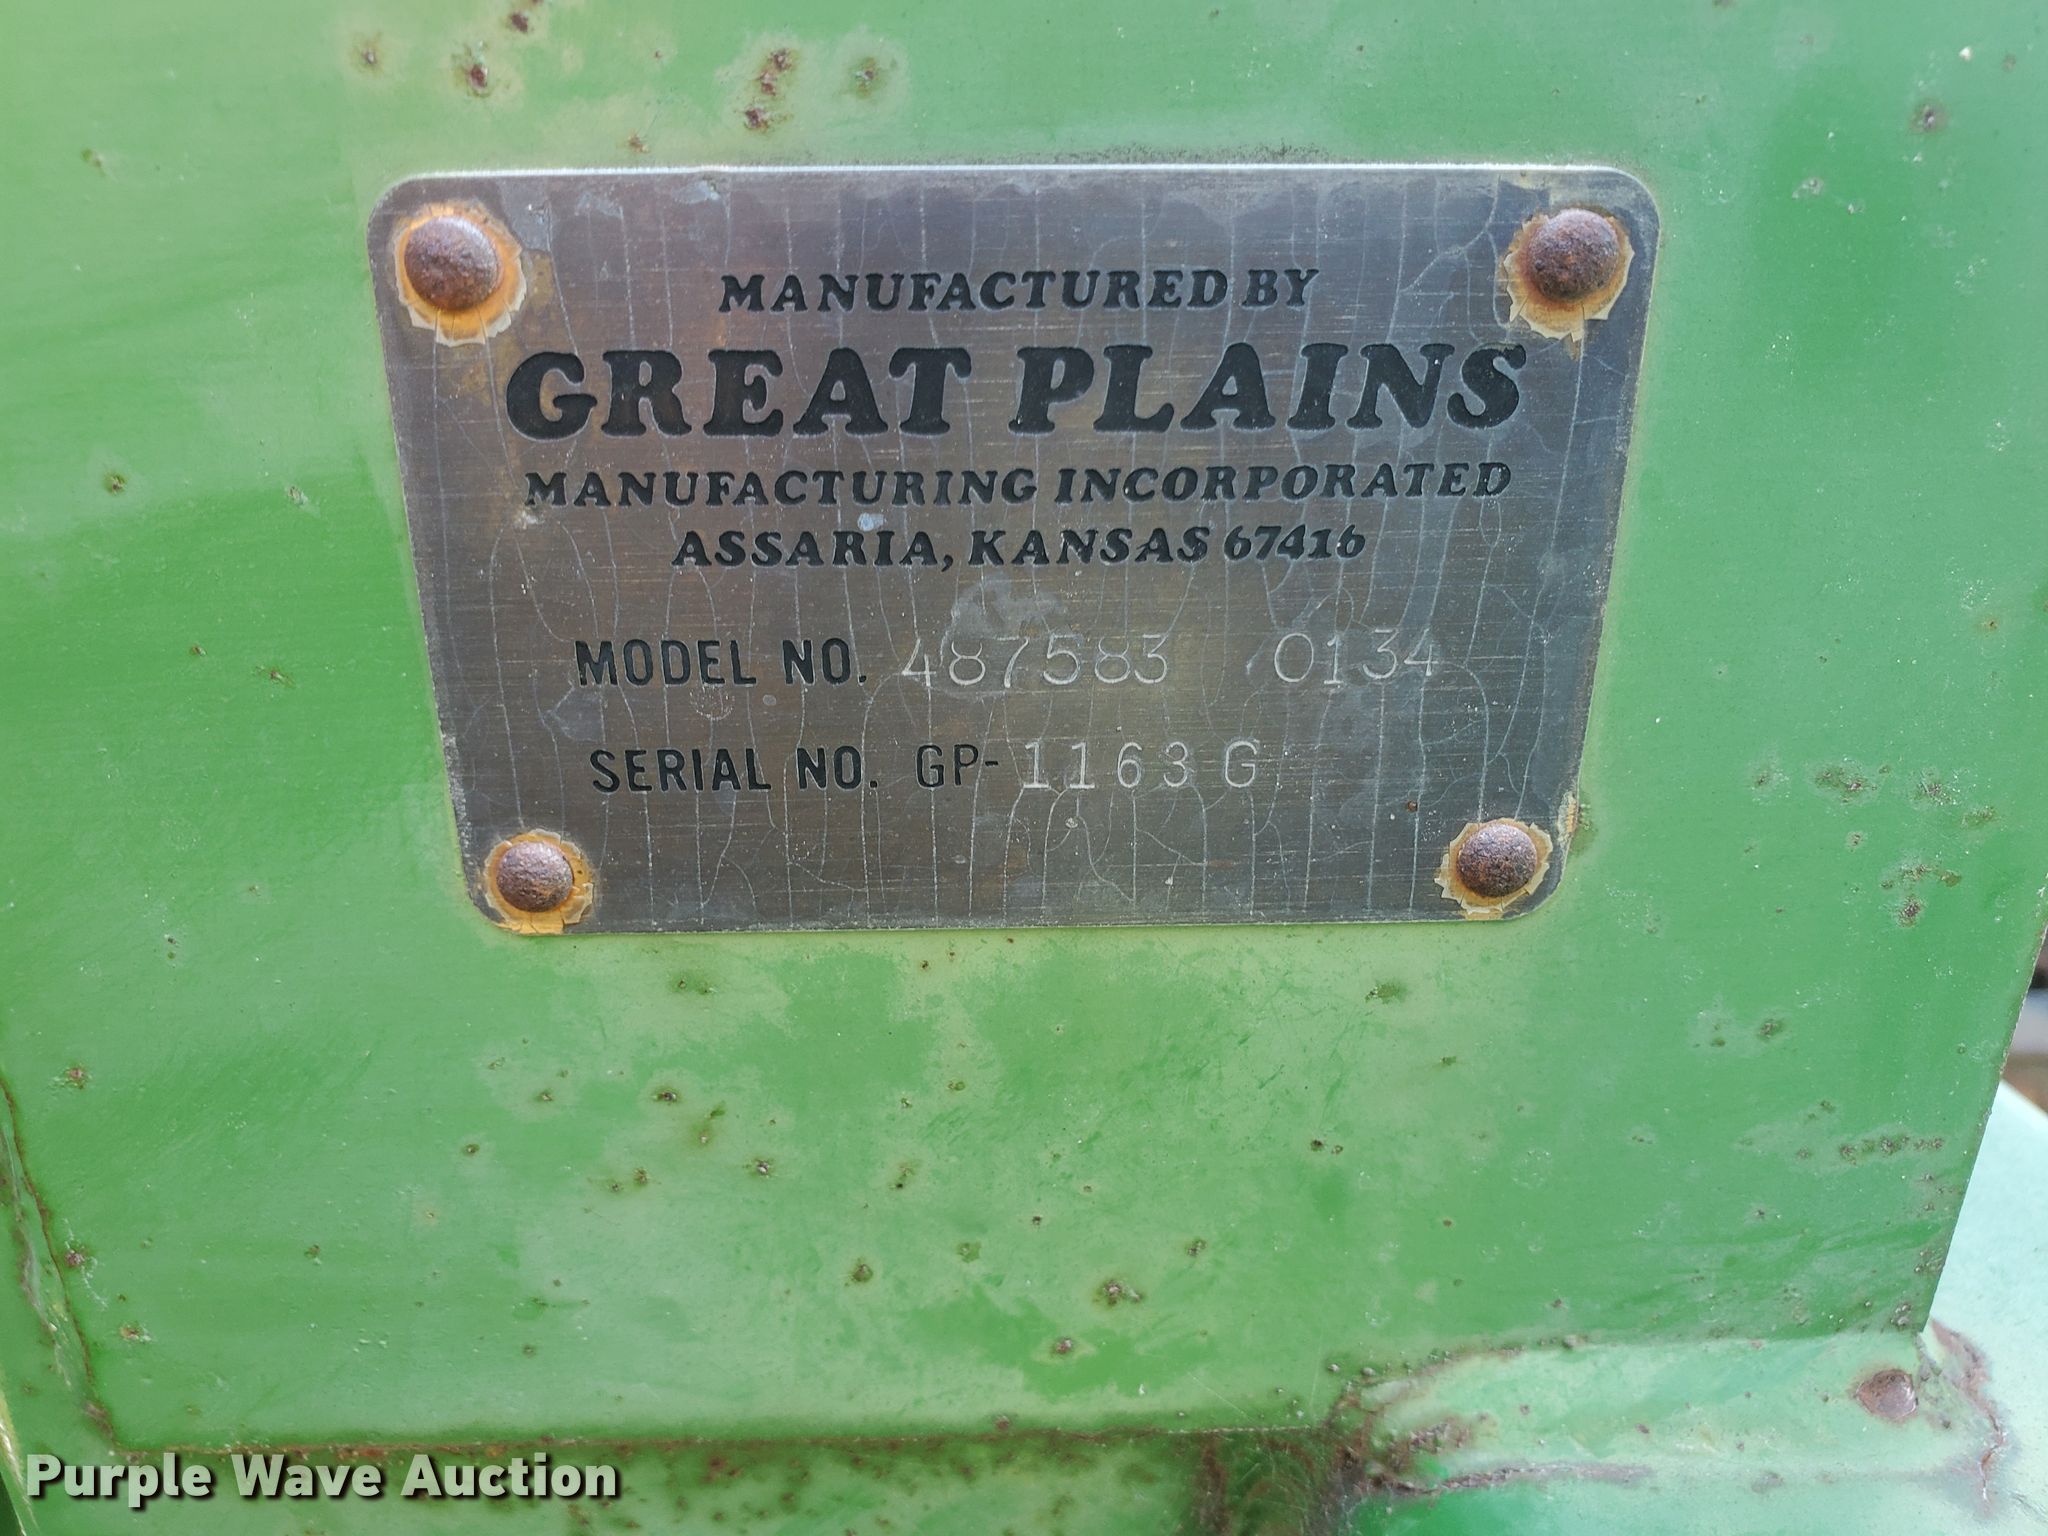 MANUFACTURED BY
GREAT PLAINS
MANUFACTURING INCORPORATED
ASSARIA, KANSAS 67416
MODEL NO. 487583 0134
SERIAL NO. GP-1163G
Purple Wave Auction